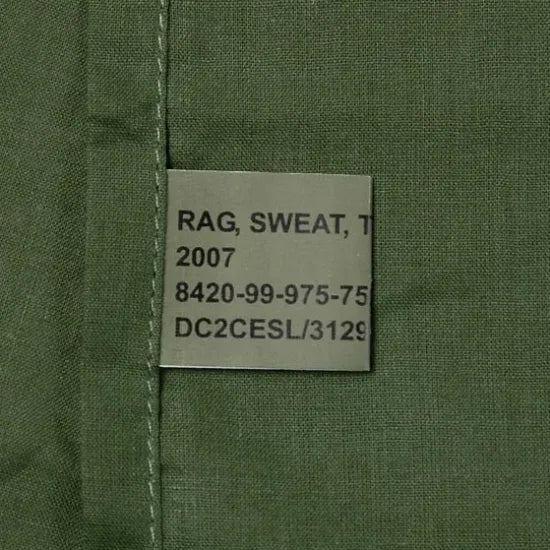 RAG, SWEAT, T
2007
8420-99-975-75
DC2CESL/3129